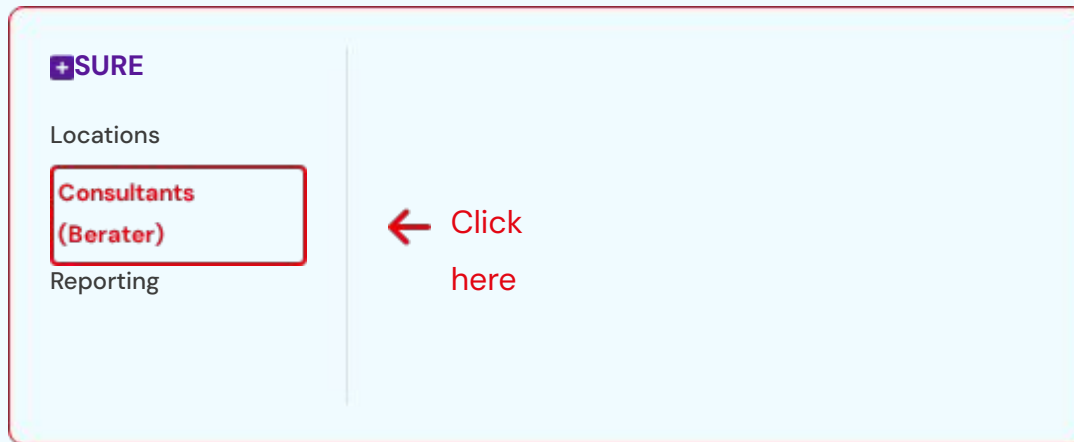 SURE
Locations
Consultants
(Berater)
Reporting
Click
here